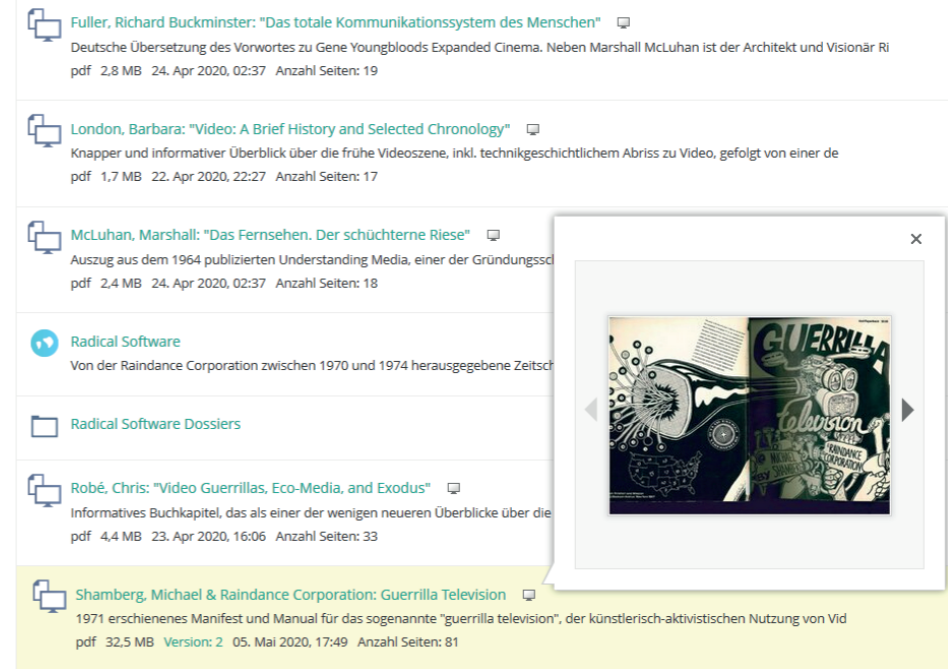 Fuller, Richard Buckminster: "Das totale Kommunikationssystem des Menschen"
Deutsche Übersetzung des Vorwortes zu Gene Youngbloods Expanded Cinema. Neben Marshall McLuhan ist der Architekt und Visionär Ri
pdf 2,8 MB 24. Apr 2020, 02:37 Anzahl Seiten: 19
London, Barbara: "Video: A Brief History and Selected Chronology"
Knapper und informativer Überblick über die frühe Videoszene, inkl. technikgeschichtlichem Abriss zu Video, gefolgt von einer de
pdf 1,7 MB 22. Apr 2020, 22:27 Anzahl Seiten: 17
McLuhan, Marshall: "Das Fernsehen. Der schüchterne Riese"
Auszug aus dem 1964 publizierten Understanding Media, einer der Gründungsscl
pdf 2,4 MB 24. Apr 2020, 02:37 Anzahl Seiten: 18
Radical Software
Von der Raindance Corporation zwischen 1970 und 1974 herausgegebene Zeitsch
Radical Software Dossiers
Robé, Chris: "Video Guerrillas, Eco-Media, and Exodus"
Informatives Buchkapitel, das als einer der wenigen neueren Überblicke über die
pdf 4,4 MB 23. Apr 2020, 16:06 Anzahl Seiten: 33
Shamberg, Michael & Raindance Corporation: Guerrilla Television
1971 erschienenes Manifest und Manual für das sogenannte "guerrilla television", der künstlerisch-aktivistischen Nutzung von Vid
pdf 32,5 MB Version: 2 05. Mai 2020, 17:49 Anzahl Seiten: 81
GUERRILLA
Television
RAINDANCE
CORPORATION